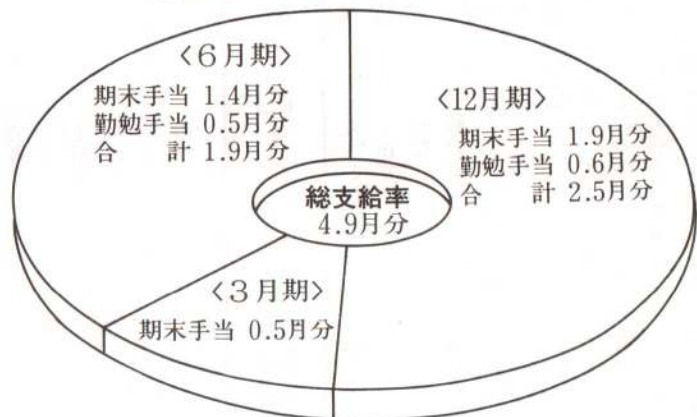 〈6月期〉
期末手当 1.4月分
勤勉手当 0.5月分
合　　計 1.9月分
〈12月期〉
期末手当 1.9月分
勤勉手当 0.6月分
合　　計 2.5月分
総支給率
4.9月分
〈3月期〉
期末手当 0.5月分